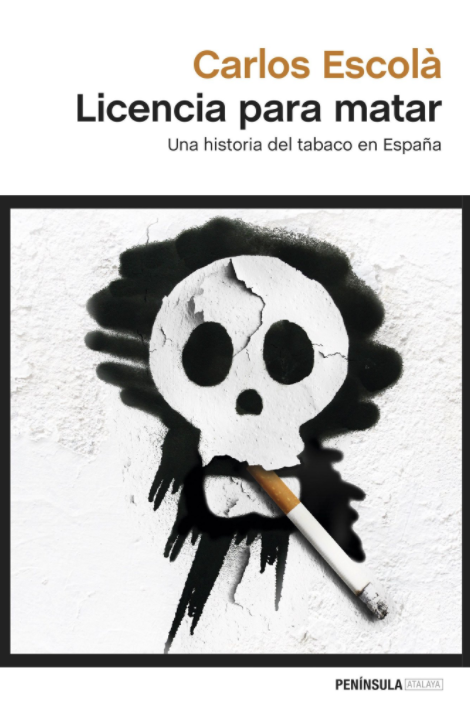 Carlos Escolà
Licencia para matar
Una historia del tabaco en España
PENÍNSULA ATALAYA